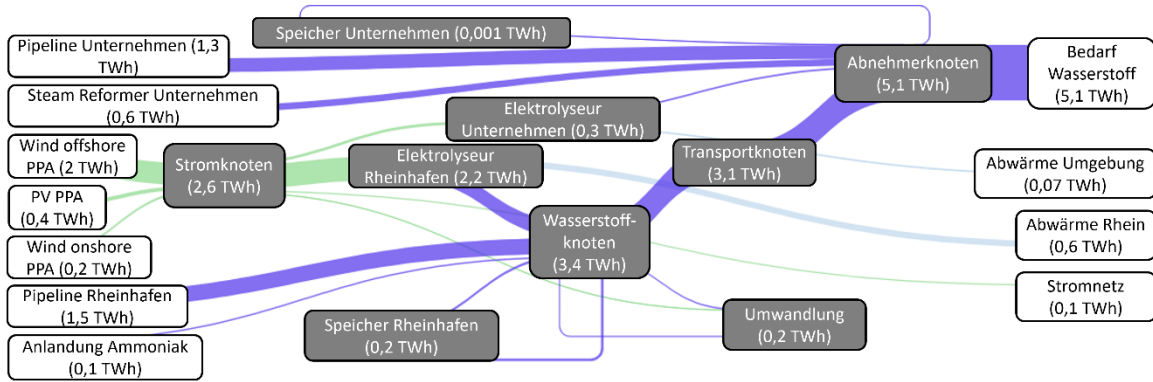 Speicher Unternehmen (0,001 TWh)
Pipeline Unternehmen (1,3
TWh)
Steam Reformer Unternehmen
(0,6 TWh)
Wind offshore
PPA (2 TWh)
PV PPA
(0,4 TWh)
Wind onshore
PPA (0,2 TWh)
Pipeline Rheinhafen
(1,5 TWh)
Anlandung Ammoniak
(0,1 TWh)
Stromknoten
(2,6 TWh)
Elektrolyseur
Unternehmen (0,3 TWh)
Elektrolyseur
Rheinhafen (2,2 TWh)
Wasserstoff-
knoten
(3,4 TWh)
Speicher Rheinhafen
(0,2 TWh)
Transportknoten
(3,1 TWh)
Umwandlung
(0,2 TWh)
Abnehmerknoten
(5,1 TWh)
Bedarf
Wasserstoff
(5,1 TWh)
Abwärme Umgebung
(0,07 TWh)
Abwärme Rhein
(0,6 TWh)
Stromnetz
(0,1 TWh)